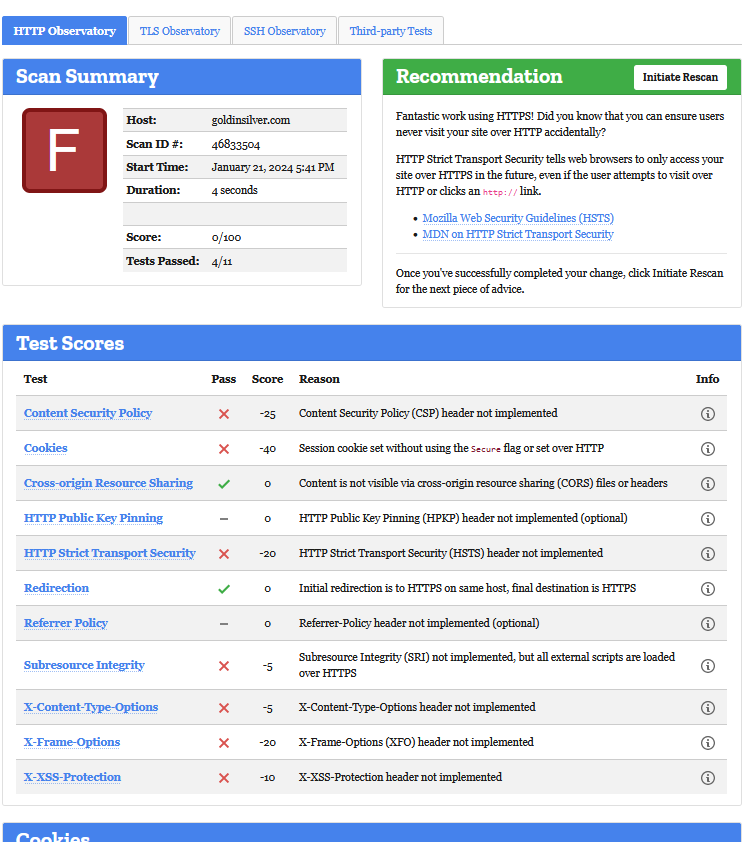 HTTP Observatory
TLS Observatory
SSH Observatory
Third-party Tests
Scan Summary
F
Host: goldinsilver.com
Scan ID #: 46833504
Start Time: January 21, 2024 5:41 PM
Duration: 4 seconds
Score: 0/100
Tests Passed: 4/11
Recommendation
Initiate Rescan
Fantastic work using HTTPS! Did you know that you can ensure users
never visit your site over HTTP accidentally?
HTTP Strict Transport Security tells web browsers to only access your
site over HTTPS in the future, even if the user attempts to visit over
HTTP or clicks an http:// link.
• Mozilla Web Security Guidelines (HSTS)
• MDN on HTTP Strict Transport Security
Once you've successfully completed your change, click Initiate Rescan
for the next piece of advice.
Test Scores
Test Pass Score Reason Info
Content Security Policy -25 Content Security Policy (CSP) header not implemented
Cookies -40 Session cookie set without using the Secure flag or set over HTTP
Cross-origin Resource Sharing 0 Content is not visible via cross-origin resource sharing (CORS) files or headers
HTTP Public Key Pinning – 0 HTTP Public Key Pinning (HPKP) header not implemented (optional)
HTTP Strict Transport Security -20 HTTP Strict Transport Security (HSTS) header not implemented
Redirection 0 Initial redirection is to HTTPS on same host, final destination is HTTPS
Referrer Policy – 0 Referrer-Policy header not implemented (optional)
Subresource Integrity -5 Subresource Integrity (SRI) not implemented, but all external scripts are loaded
over HTTPS
X-Content-Type-Options -5 X-Content-Type-Options header not implemented
X-Frame-Options -20 X-Frame-Options (XFO) header not implemented
X-XSS-Protection -10 X-XSS-Protection header not implemented
Cookies